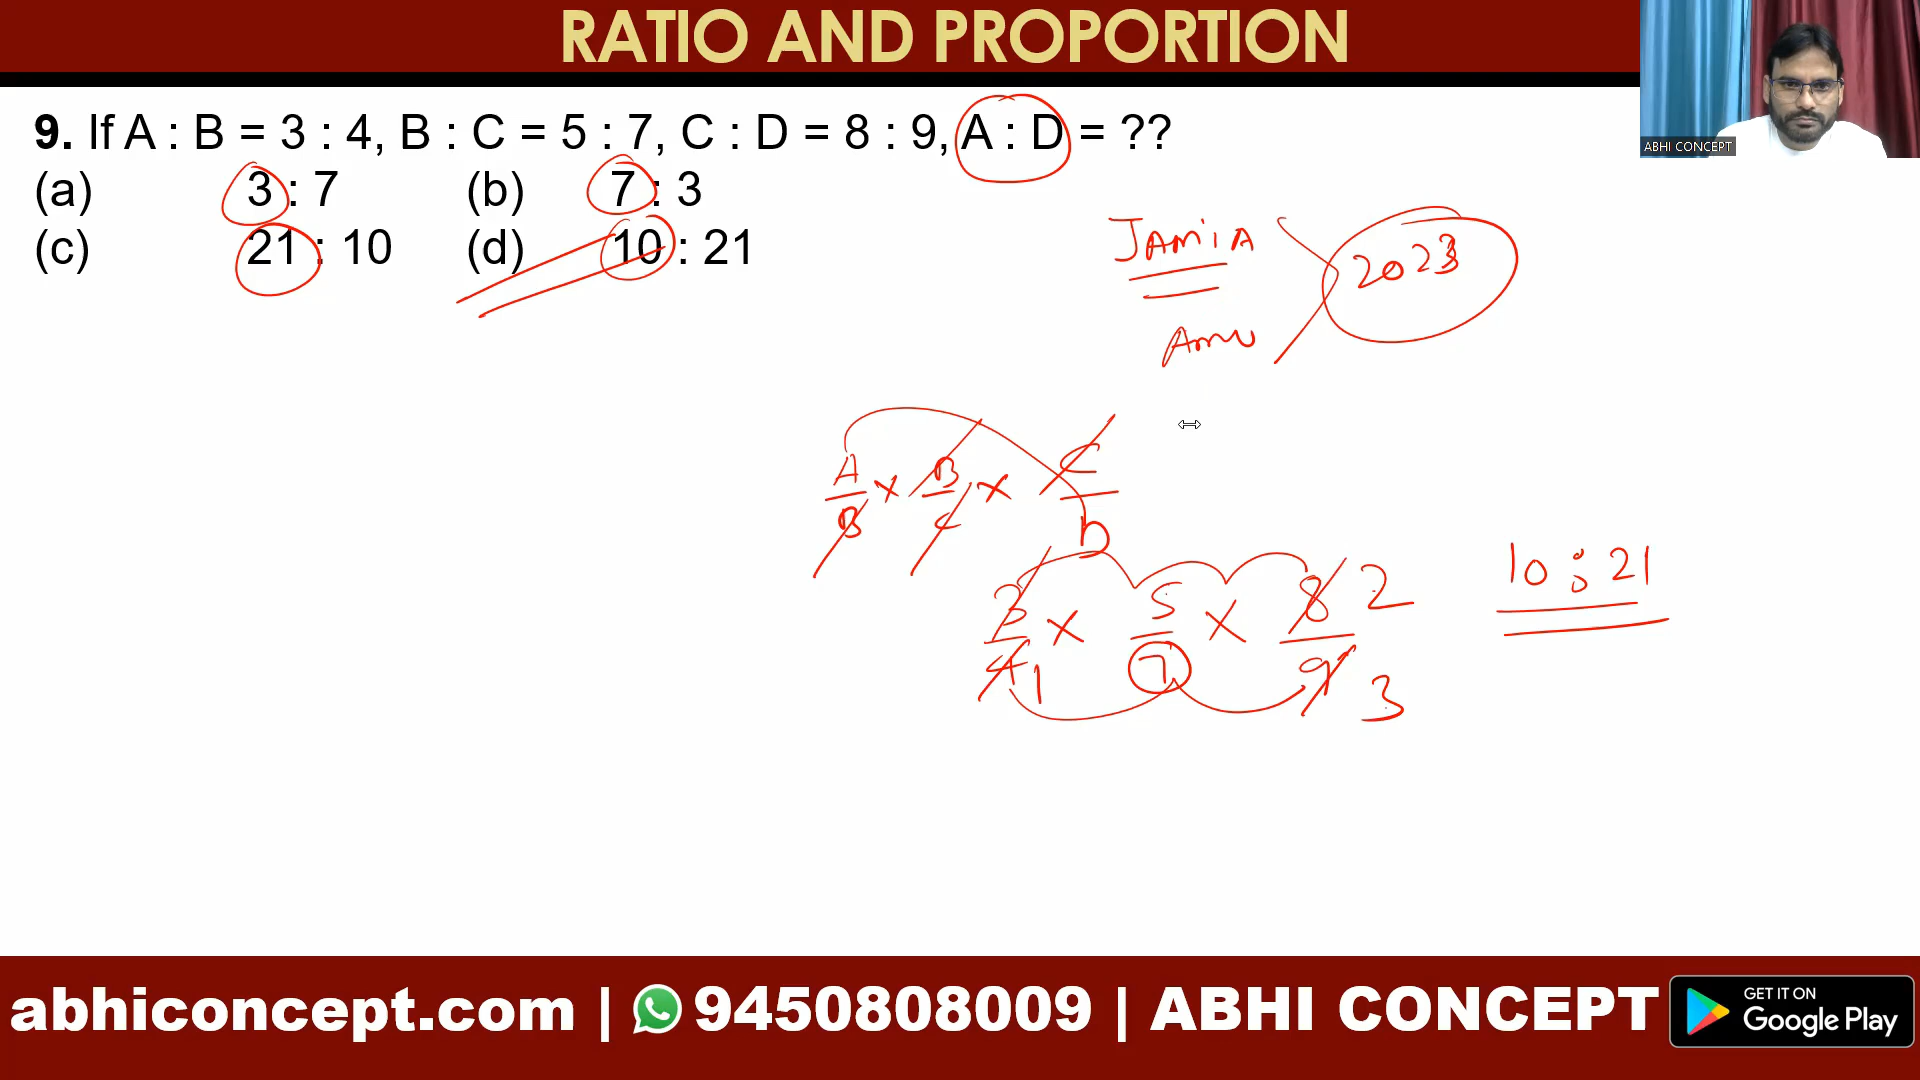 RATIO AND PROPORTION
ABHI CONCEPT
9. If A : B = 3 : 4, B : C = 5 : 7, C : D = 8 : 9, A : D = ??
(a) 3 : 7 (b) 7 : 3
(c) 21 : 10 (d) 10 : 21
JAMIA
2023
Amu
A/B × B/C × C/D
3/4 1 × 5/7 × 8 2/9 3
10 : 21
abhiconcept.com | 9450808009 | ABHI CONCEPT
GET IT ON
Google Play